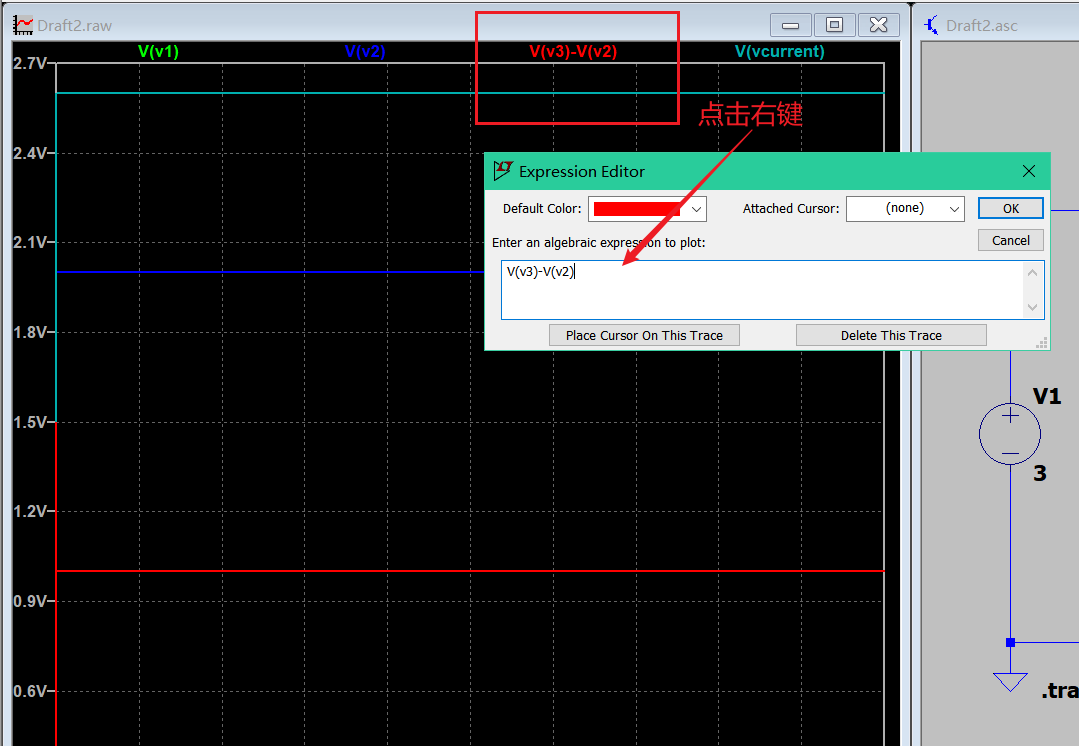 Draft2.raw
Draft2.asc
V(v1)
V(v2)
V(v3)-V(v2)
V(vcurrent)
2.7V
点击右键
2.4V
Expression Editor
Default Color:
Attached Cursor:
(none)
OK
Cancel
2.1V
Enter an algebraic expression to plot:
V(v3)-V(v2)
Place Cursor On This Trace
Delete This Trace
1.8V
V1
3
1.5V
1.2V
0.9V
0.6V
.tra